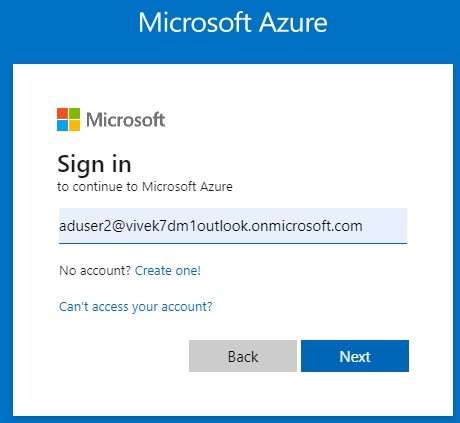 Microsoft Azure
Microsoft
Sign in
to continue to Microsoft Azure
aduser2@vivek7dm1outlook.onmicrosoft.com
No account? Create one!
Can't access your account?
Back
Next